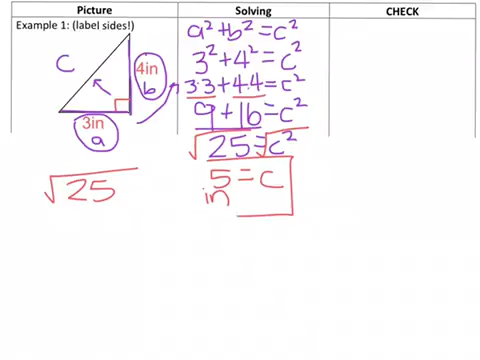 Picture Solving CHECK
Example 1: (label sides!)
C
4in
b
3in
a
√25
a² + b² = c²
3² + 4² = c²
3·3 + 4·4 = c²
9 + 16 = c²
√25 = √c²
5 = c
in